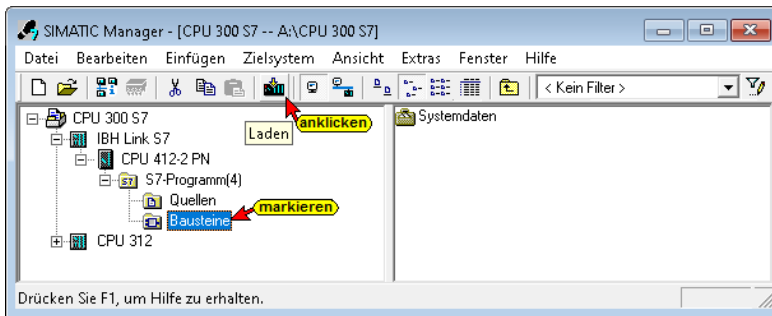 SIMATIC Manager - [CPU 300 S7 -- A:\CPU 300 S7]
Datei Bearbeiten Einfügen Zielsystem Ansicht Extras Fenster Hilfe
< Kein Filter >
CPU 300 S7
anklicken
Systemdaten
IBH Link S7
Laden
CPU 412-2 PN
S7-Programm(4)
Quellen
markieren
Bausteine
CPU 312
Drücken Sie F1, um Hilfe zu erhalten.